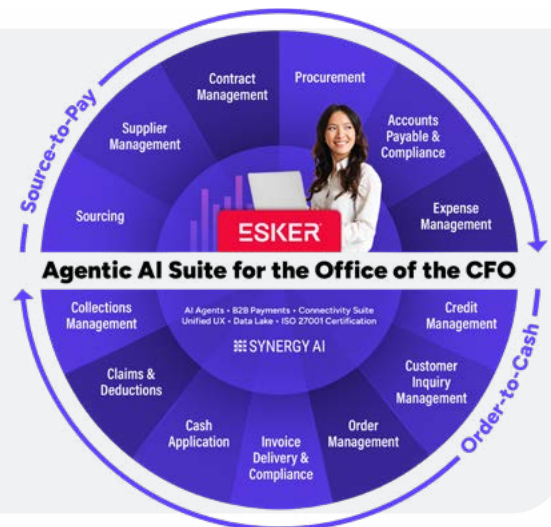 Source-to-Pay
Sourcing
Supplier
Management
Contract
Management
Procurement
Accounts
Payable &
Compliance
Expense
Management
ESKER
Agentic AI Suite for the Office of the CFO
AI Agents • B2B Payments • Connectivity Suite
Unified UX • Data Lake • ISO 27001 Certification
SYNERGY AI
Credit
Management
Customer
Inquiry
Management
Order
Management
Invoice
Delivery &
Compliance
Cash
Application
Claims &
Deductions
Collections
Management
Order-to-Cash